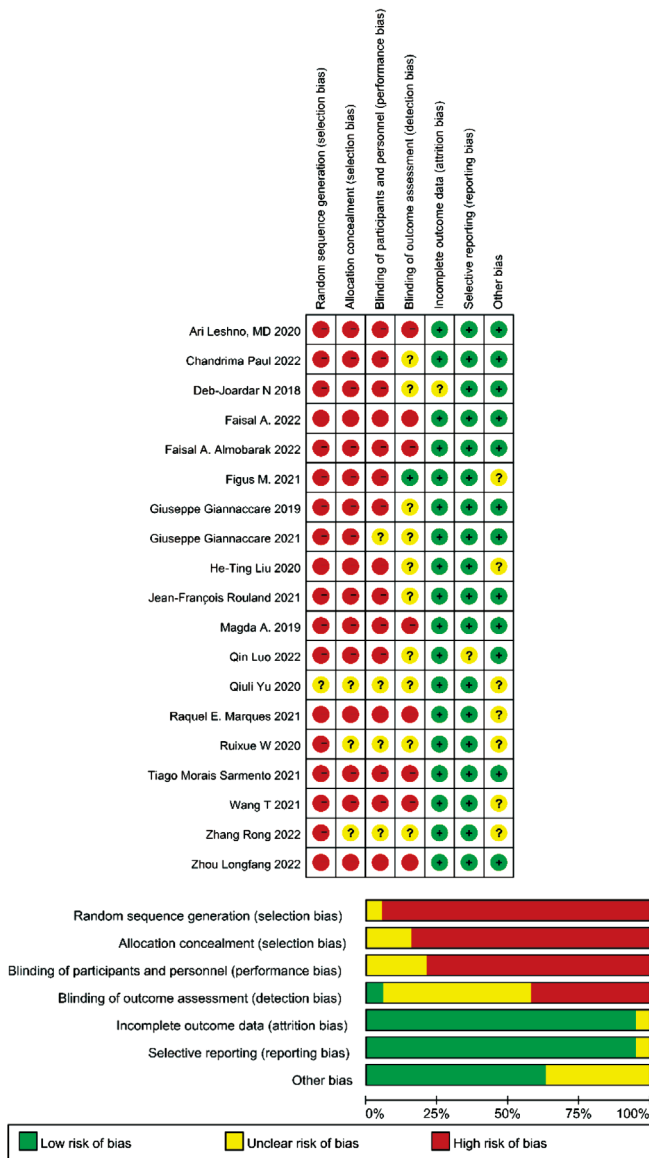 Random sequence generation (selection bias)
Allocation concealment (selection bias)
Blinding of participants and personnel (performance bias)
Blinding of outcome assessment (detection bias)
Incomplete outcome data (attrition bias)
Selective reporting (reporting bias)
Other bias
Ari Leshno, MD 2020 - - - - + + +
Chandrima Paul 2022 - - - ? + + +
Deb-Joardar N 2018 - - - ? ? + +
Faisal A. 2022 + + +
Faisal A. Almobarak 2022 - - - - + + +
Figus M. 2021 - - - + + + ?
Giuseppe Giannaccare 2019 - - - ? + + +
Giuseppe Giannaccare 2021 - - ? ? + + +
He-Ting Liu 2020 ? + + ?
Jean-François Rouland 2021 - - - ? + + +
Magda A. 2019 - - - - + + +
Qin Luo 2022 - - - ? + ? +
Qiuli Yu 2020 ? ? ? ? + + ?
Raquel E. Marques 2021 + + ?
Ruixue W 2020 - ? ? ? + + ?
Tiago Morais Sarmento 2021 - - - - + + +
Wang T 2021 - - - - + + ?
Zhang Rong 2022 - ? ? ? + + ?
Zhou Longfang 2022 + + +
Random sequence generation (selection bias)
Allocation concealment (selection bias)
Blinding of participants and personnel (performance bias)
Blinding of outcome assessment (detection bias)
Incomplete outcome data (attrition bias)
Selective reporting (reporting bias)
Other bias
0% 25% 50% 75% 100%
Low risk of bias Unclear risk of bias High risk of bias